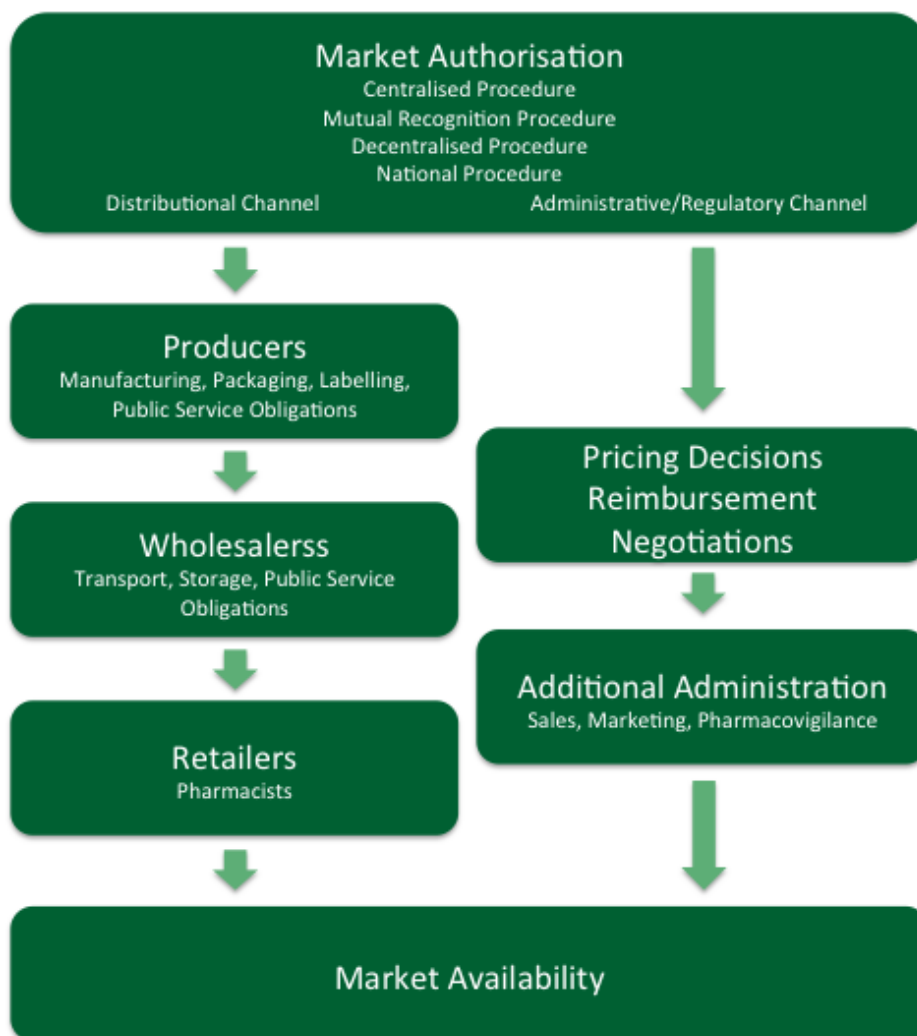 Market Authorisation
Centralised Procedure
Mutual Recognition Procedure
Decentralised Procedure
National Procedure
Distributional Channel
Administrative/Regulatory Channel
Producers
Manufacturing, Packaging, Labelling,
Public Service Obligations
Wholesalerss
Transport, Storage, Public Service
Obligations
Retailers
Pharmacists
Pricing Decisions
Reimbursement
Negotiations
Additional Administration
Sales, Marketing, Pharmacovigilance
Market Availability